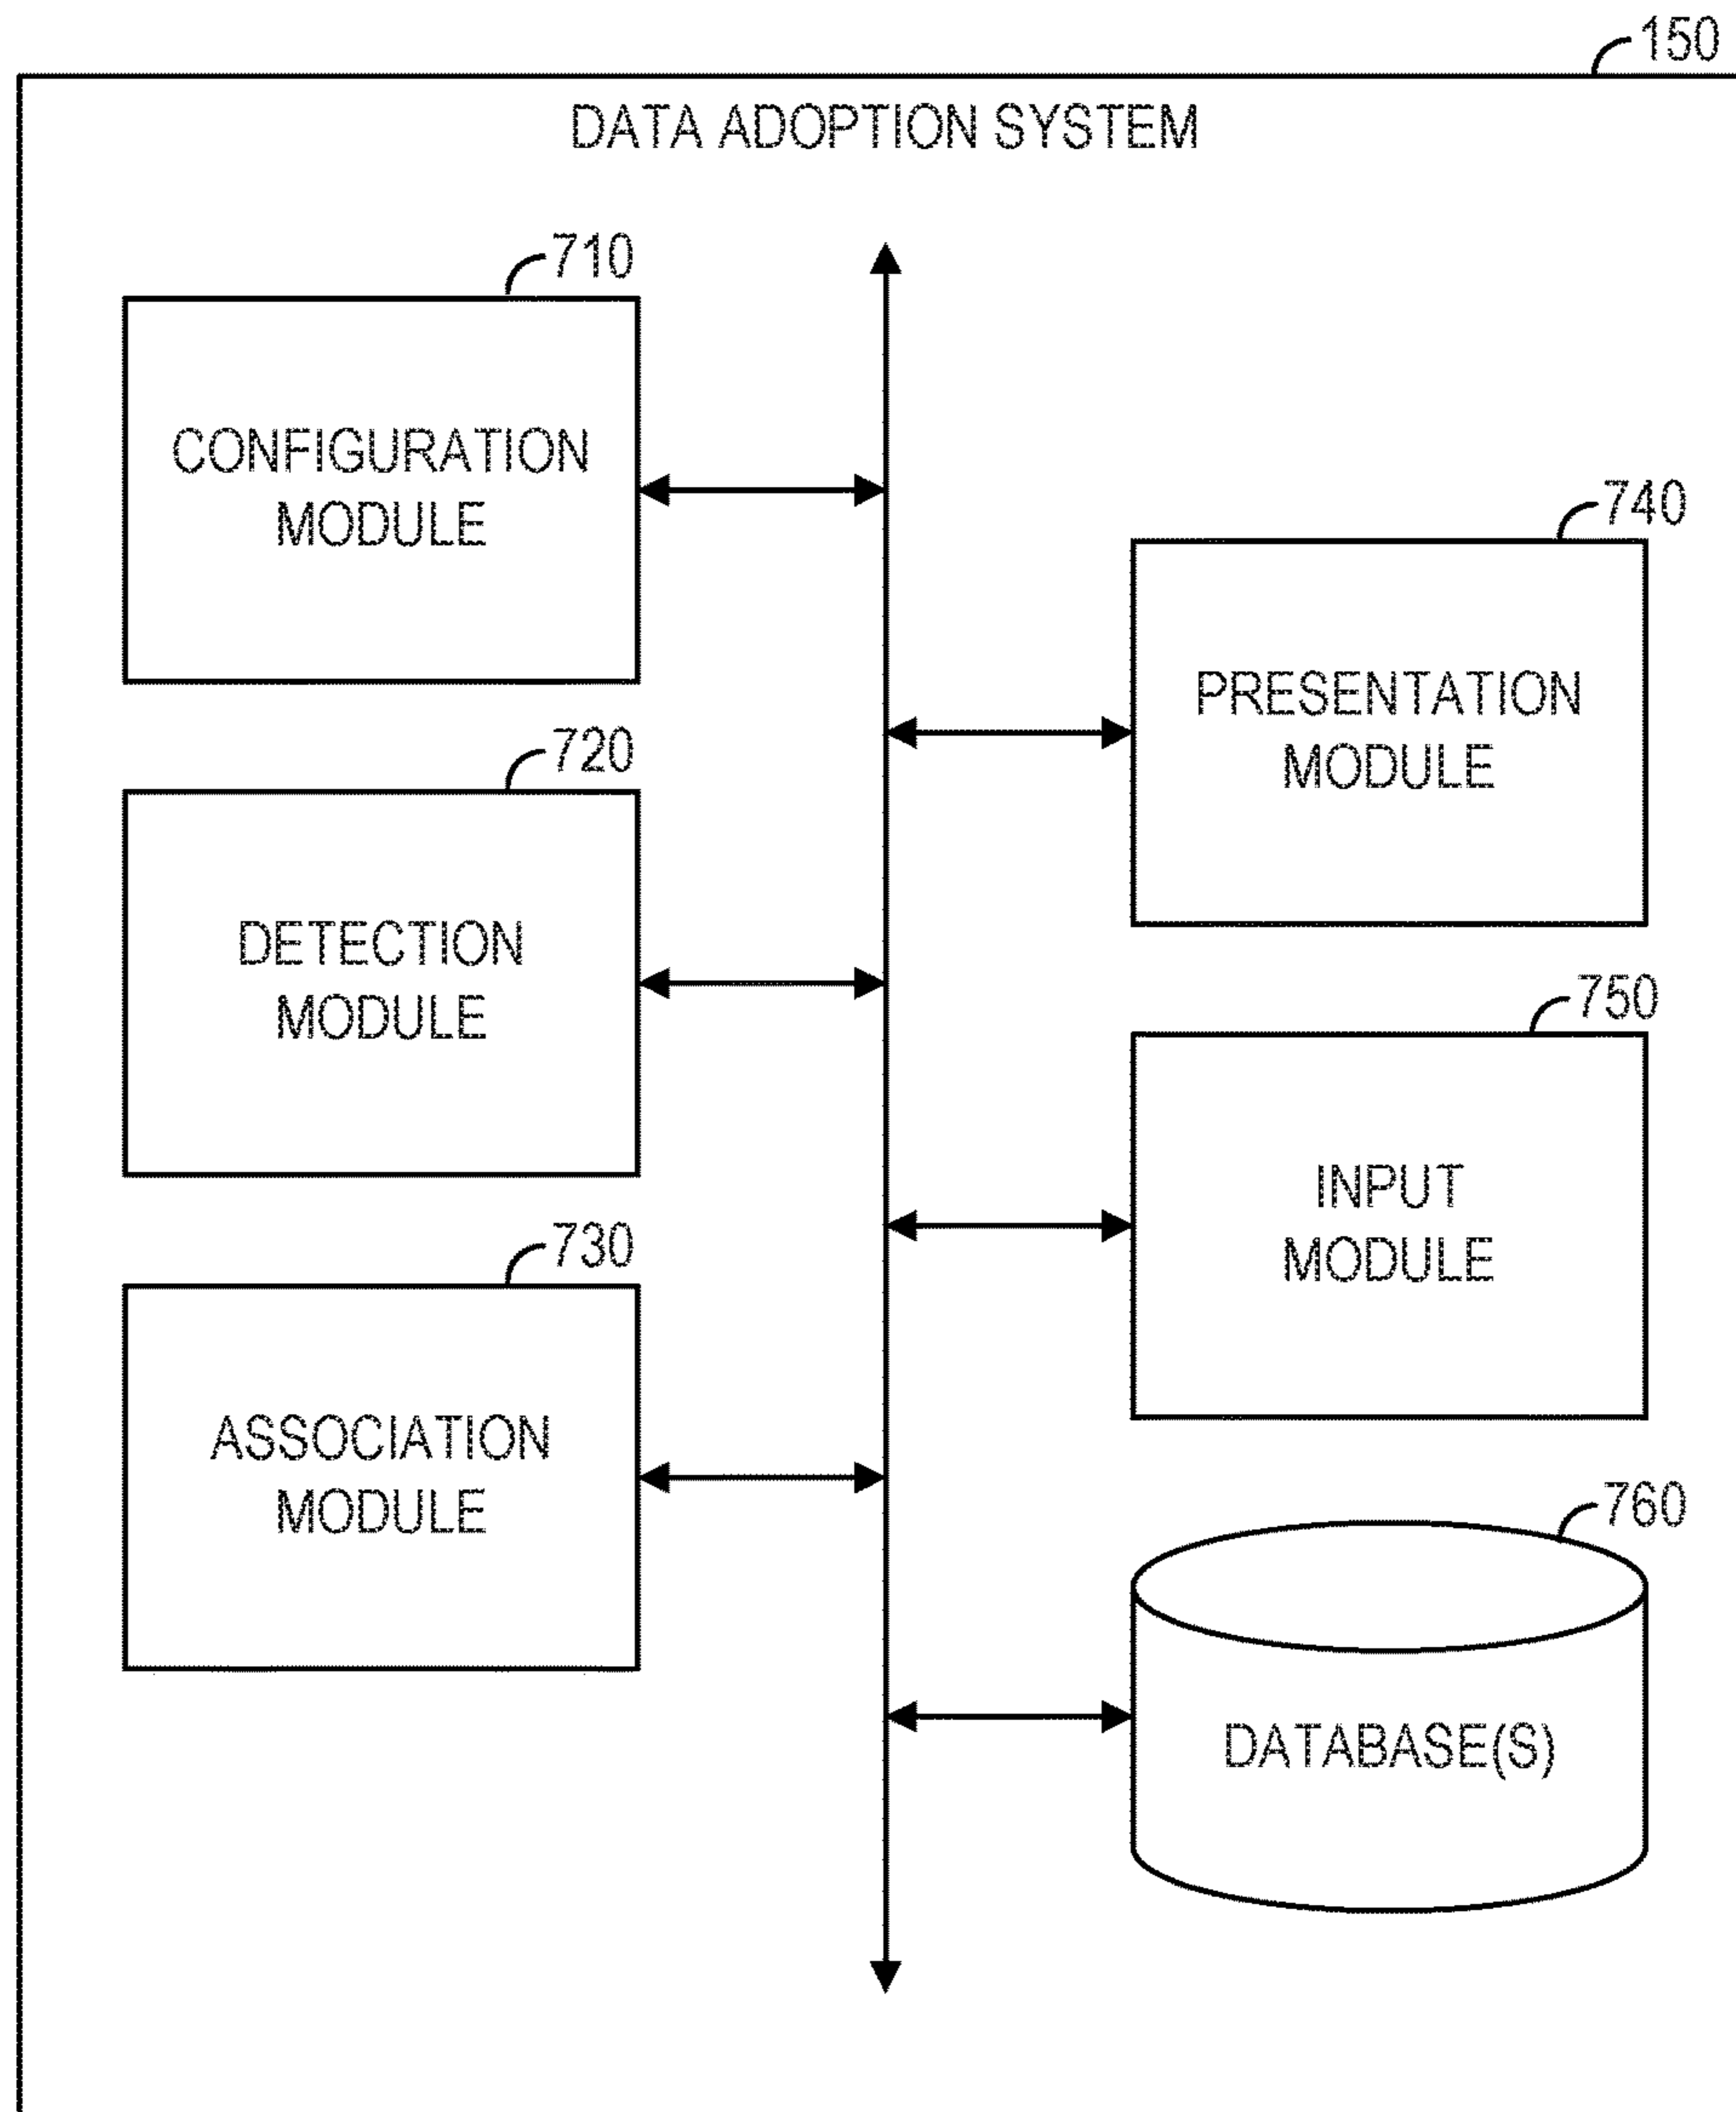 150
DATA ADOPTION SYSTEM
710
CONFIGURATION
MODULE
720
DETECTION
MODULE
730
ASSOCIATION
MODULE
740
PRESENTATION
MODULE
750
INPUT
MODULE
760
DATABASE(S)